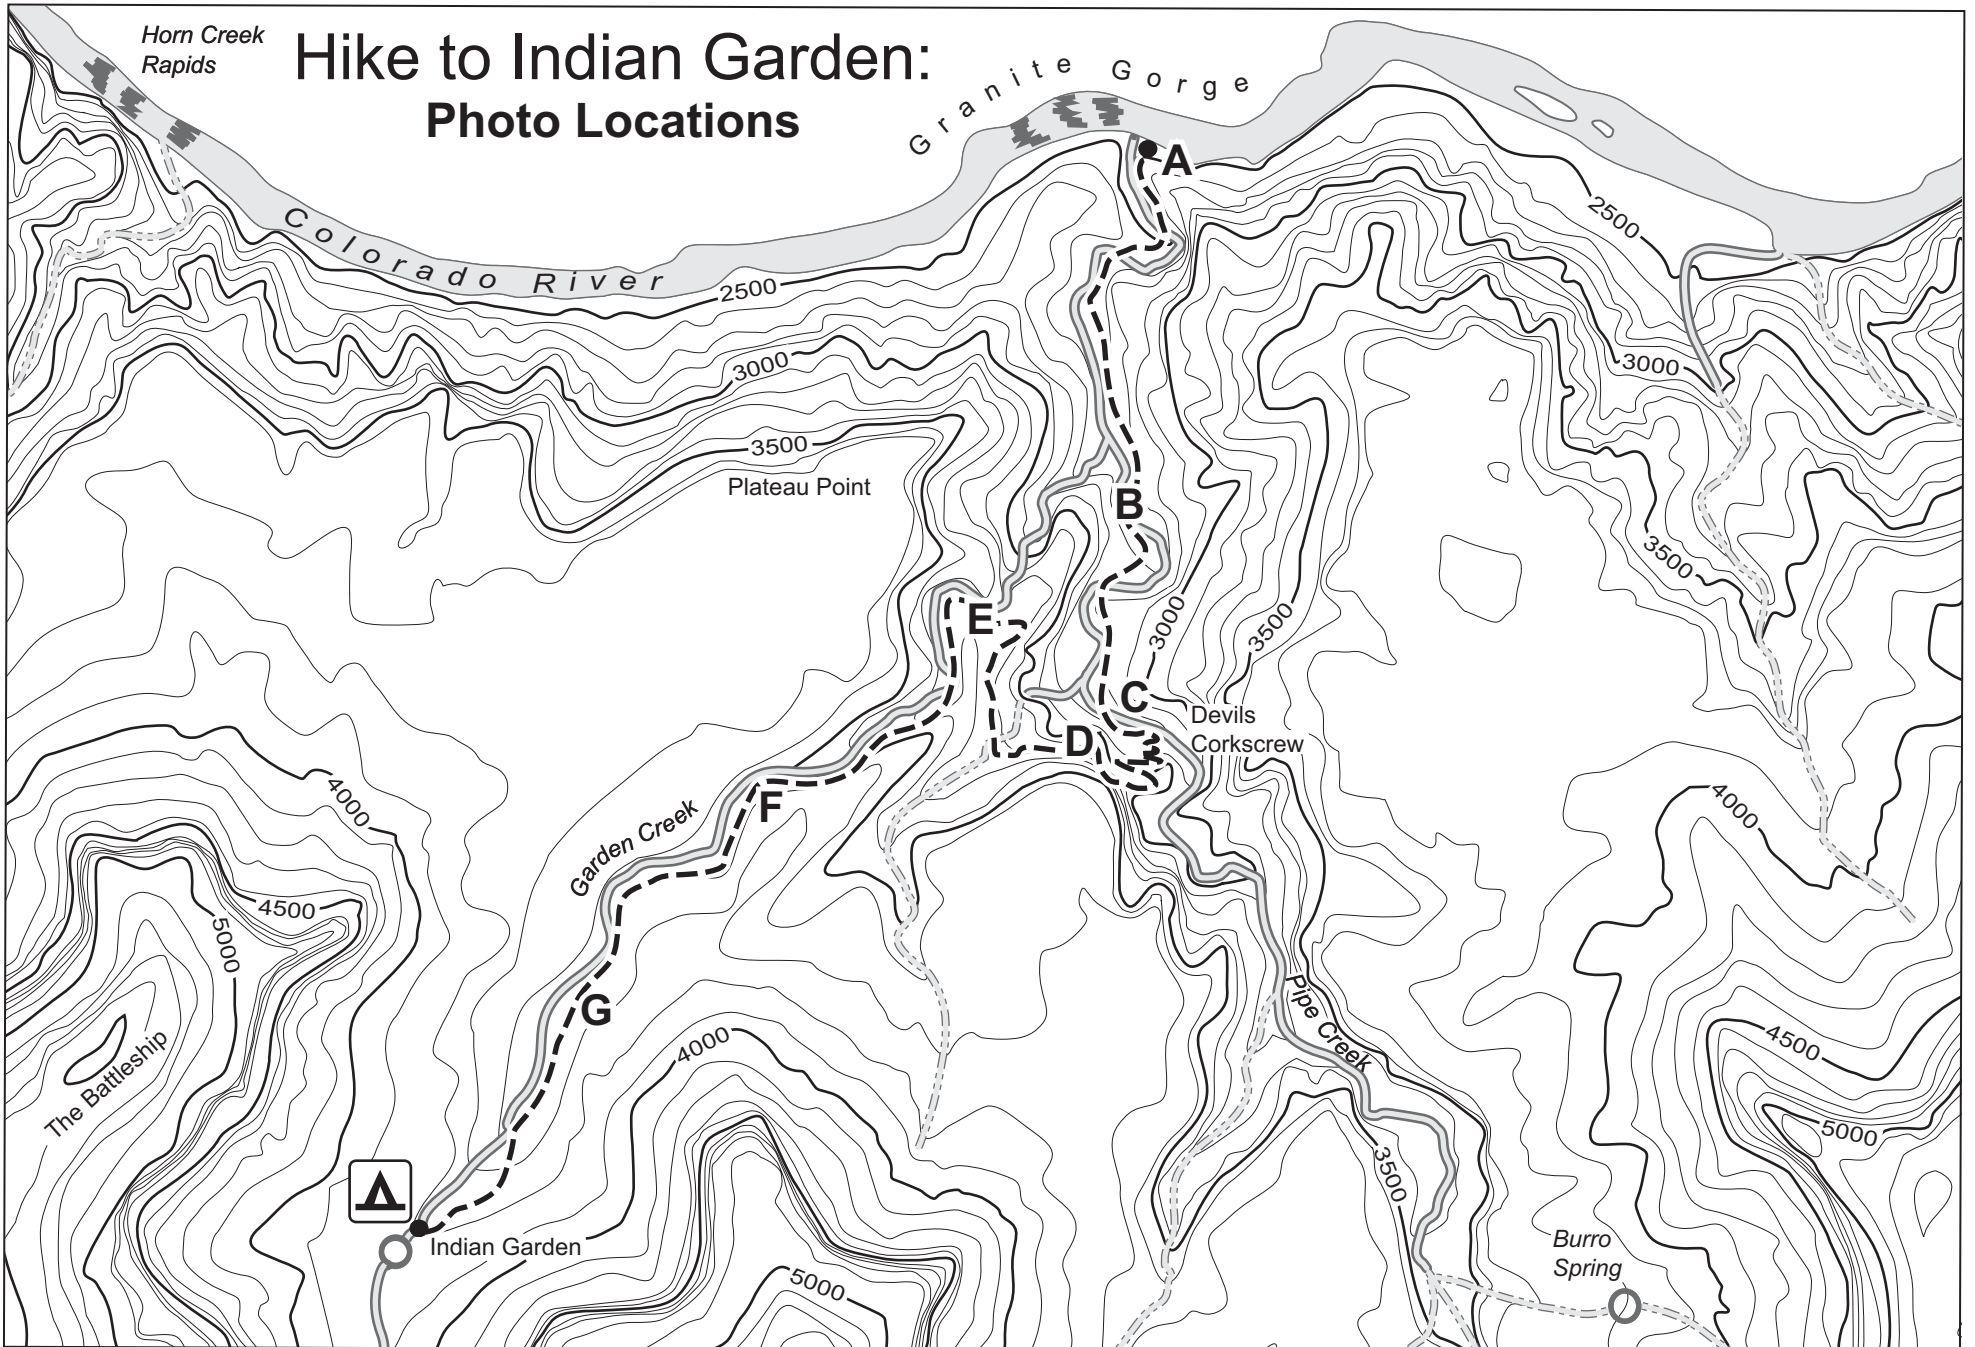 Horn Creek
Rapids
Hike to Indian Garden:
Photo Locations
Granite Gorge
A
2500
Colorado River
2500
3000
3000
3500
Plateau Point
B
3500
E
3000
3500
C
Devils
Corkscrew
D
4000
F
4000
Garden Creek
4500
5000
G
Pipe Creek
4000
4500
The Battleship
5000
3500
Indian Garden
Burro
Spring
5000